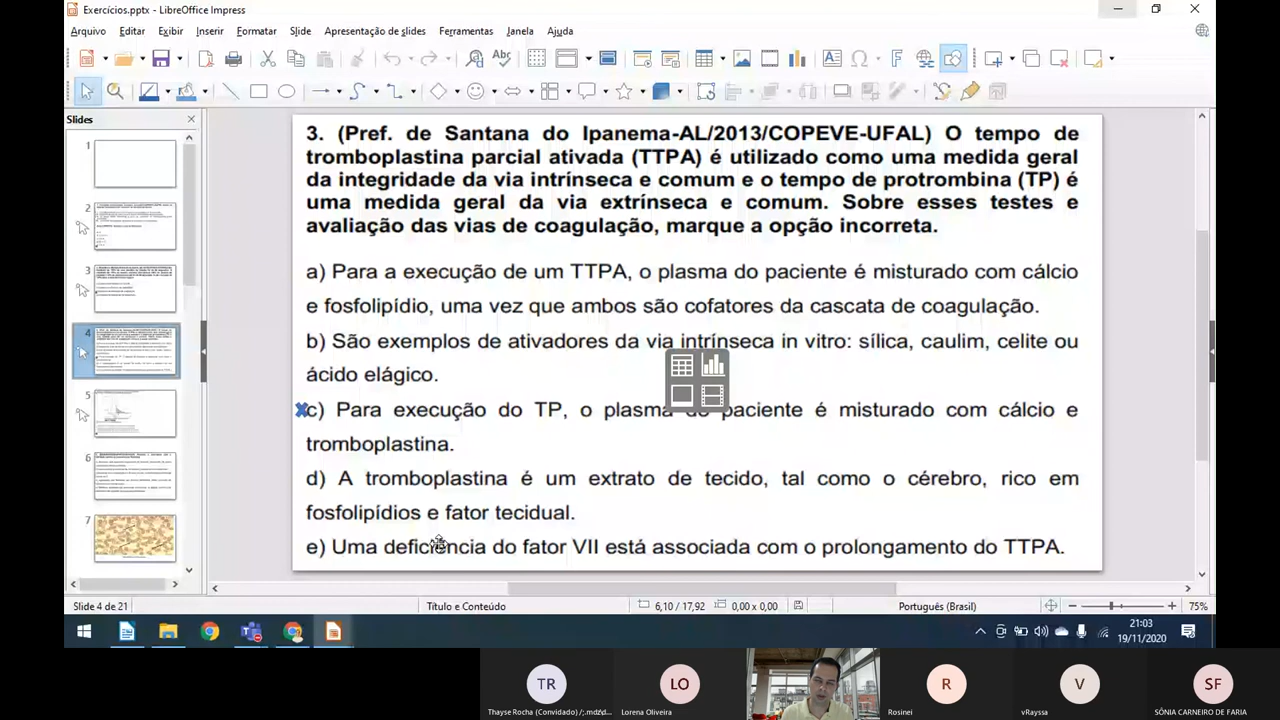 Exercícios.pptx - LibreOffice Impress
Arquivo Editar Exibir Inserir Formatar Slide Apresentação de slides Ferramentas Janela Ajuda
Slides
1
2
3
4
5
6
7
3. (Pref. de Santana do Ipanema-AL/2013/COPEVE-UFAL) O tempo de
tromboplastina parcial ativada (TTPA) é utilizado como uma medida geral
da integridade da via intrínseca e comum e o tempo de protrombina (TP) é
uma medida geral da via extrínseca e comum. Sobre esses testes e
avaliação das vias de coagulação, marque a opção incorreta.
a) Para a execução de um TTPA, o plasma do paciente é misturado com cálcio
e fosfolipídio, uma vez que ambos são cofatores da cascata de coagulação.
b) São exemplos de ativadores da via intrínseca in vitro: sílica, caulim, celite ou
ácido elágico.
c) Para execução do TP, o plasma do paciente é misturado com cálcio e
tromboplastina.
d) A tromboplastina é um extrato de tecido, tal como o cérebro, rico em
fosfolipídios e fator tecidual.
e) Uma deficiência do fator VII está associada com o prolongamento do TTPA.
Slide 4 de 21
Título e Conteúdo
6,10 / 17,92
0,00 x 0,00
Português (Brasil)
75%
21:03
19/11/2020
TR
LO
R
V
SF
Thayse Rocha (Convidado)
Lorena Oliveira
Rosinei
vRayssa
SÔNIA CARNEIRO DE FARIA